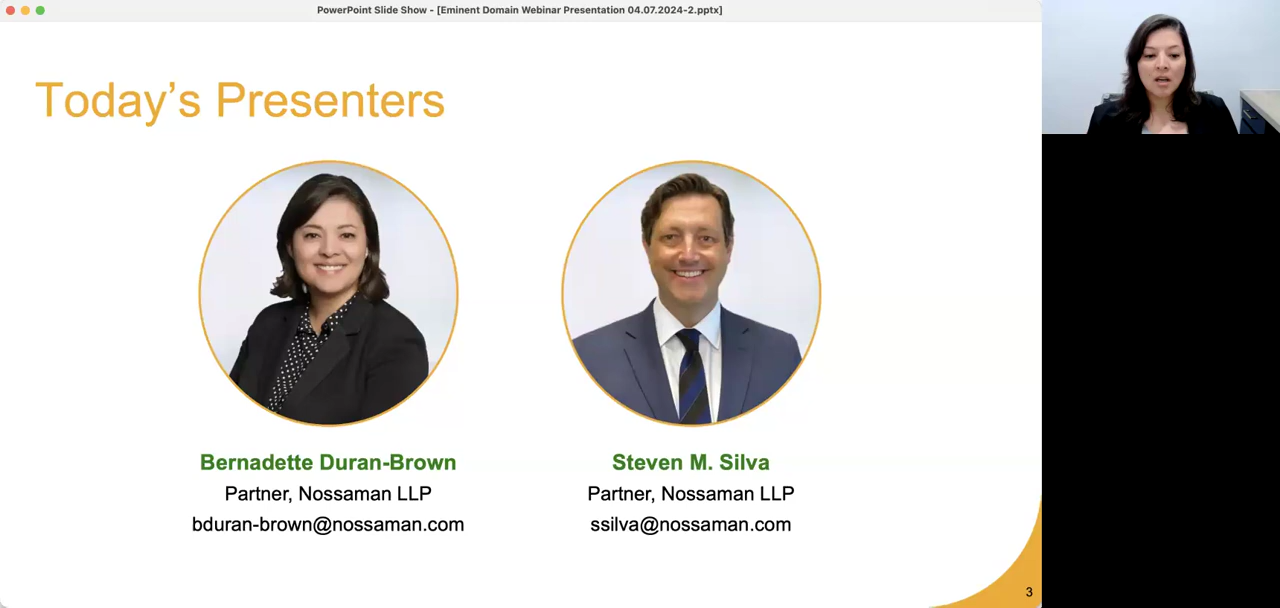 PowerPoint Slide Show - [Eminent Domain Webinar Presentation 04.07.2024-2.pptx]
Today's Presenters
Bernadette Duran-Brown
Partner, Nossaman LLP
bduran-brown@nossaman.com
Steven M. Silva
Partner, Nossaman LLP
ssilva@nossaman.com
3